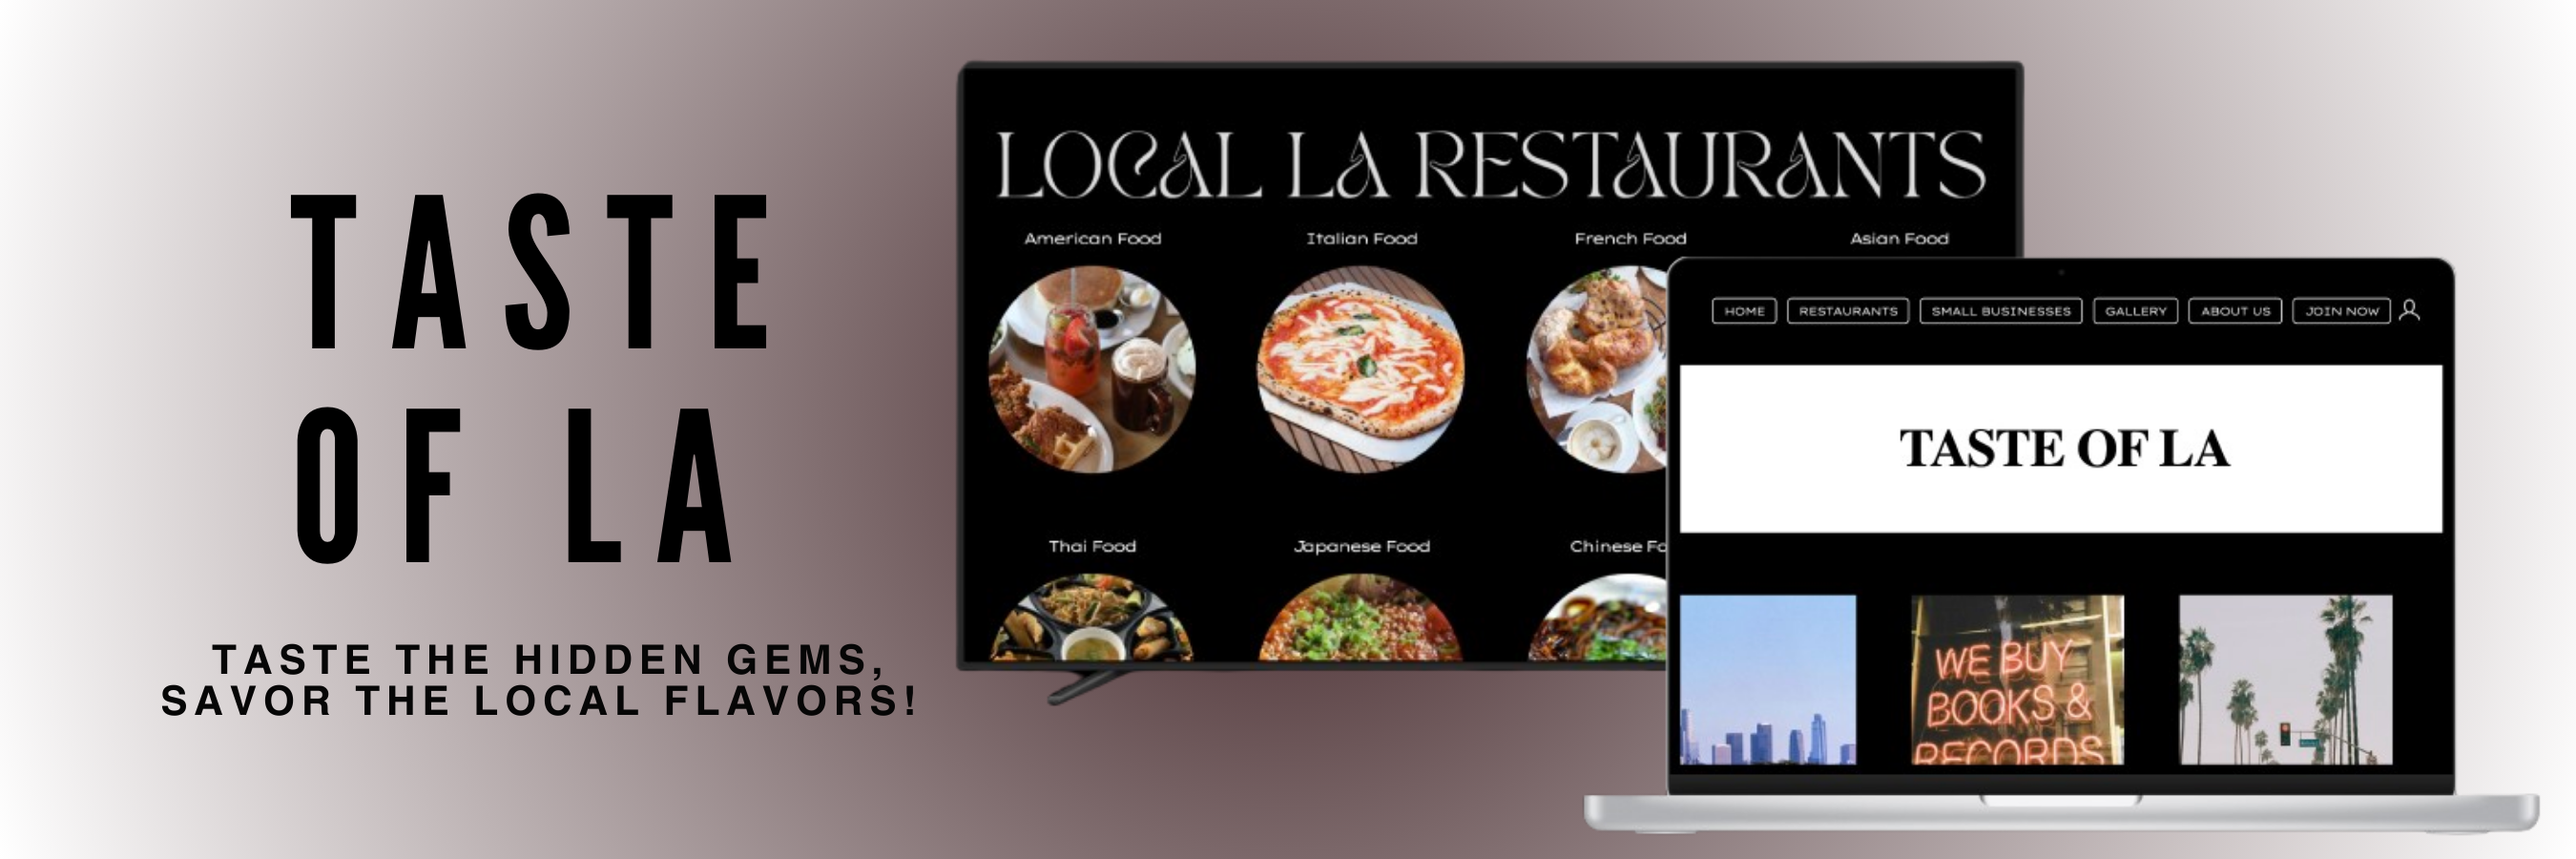 TASTE
OF LA
TASTE THE HIDDEN GEMS,
SAVOR THE LOCAL FLAVORS!
LOCAL LA RESTAURANTS
American Food
Italian Food
French Food
Asian Food
Thai Food
Japanese Food
Chinese Fo
HOME
RESTAURANTS
SMALL BUSINESSES
GALLERY
ABOUT US
JOIN NOW
TASTE OF LA
WE BUY
BOOKS &
RECORDS